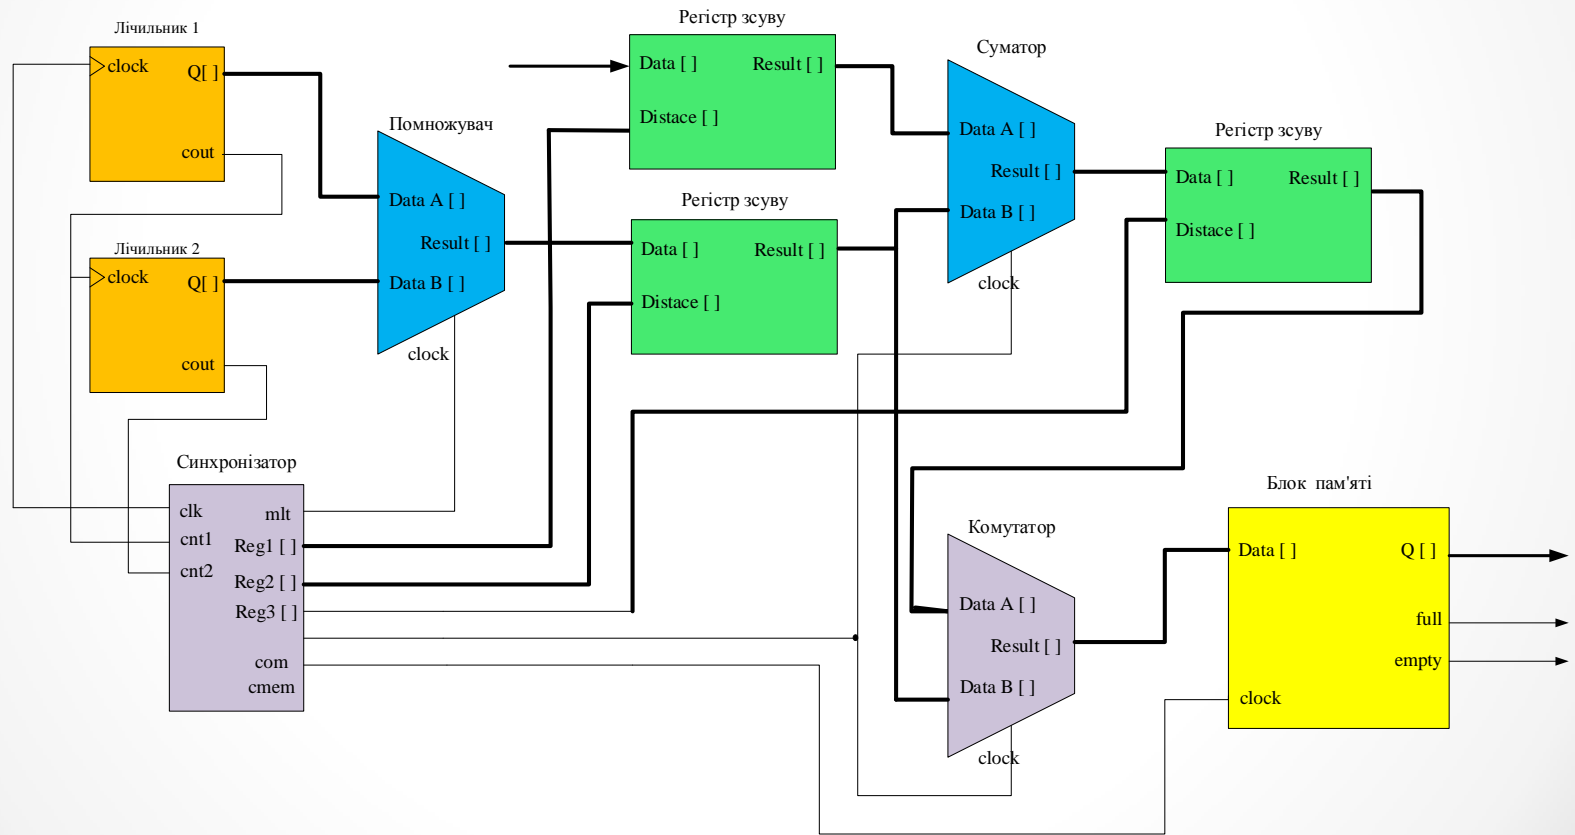 Лічильник 1
clock
Q[ ]
cout
Лічильник 2
clock
Q[ ]
cout
Помножувач
Data A [ ]
Result [ ]
Data B [ ]
clock
Регістр зсуву
Data [ ]
Result [ ]
Distace [ ]
Регістр зсуву
Data [ ]
Result [ ]
Distace [ ]
Суматор
Data A [ ]
Result [ ]
Data B [ ]
clock
Регістр зсуву
Data [ ]
Result [ ]
Distace [ ]
Синхронізатор
clk
mlt
cnt1
Reg1 [ ]
cnt2
Reg2 [ ]
Reg3 [ ]
com
cmem
Комутатор
Data A [ ]
Result [ ]
Data B [ ]
clock
Блок пам'яті
Data [ ]
Q [ ]
full
empty
clock